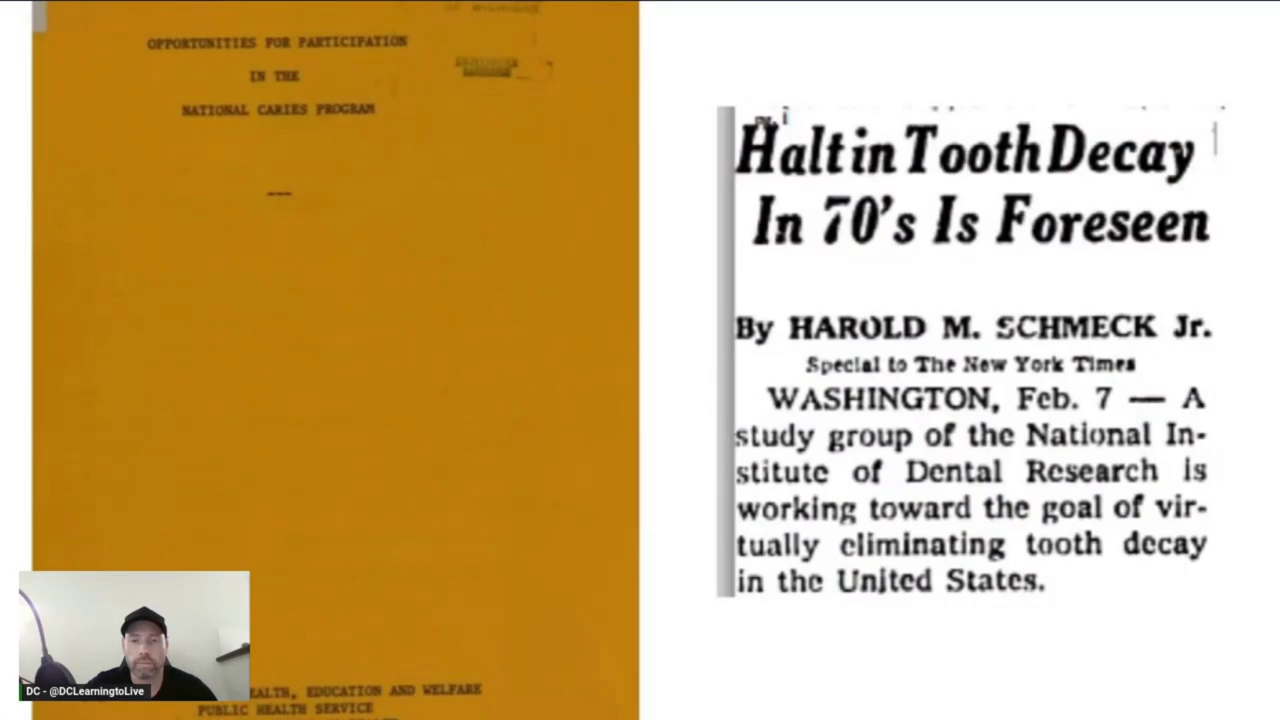 OPPORTUNITIES FOR PARTICIPATION
IN THE
NATIONAL CARIES PROGRAM
EALTH, EDUCATION AND WELFARE
PUBLIC HEALTH SERVICE
Halt in Tooth Decay
In 70's Is Foreseen
By HAROLD M. SCHMECK Jr.
Special to The New York Times
WASHINGTON, Feb. 7 — A
study group of the National In-
stitute of Dental Research is
working toward the goal of vir-
tually eliminating tooth decay
in the United States.
DC - @DCLearningtoLive